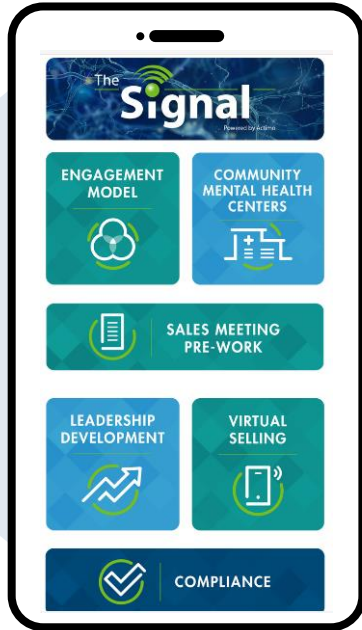 The
Signal
Powered by Actimo
ENGAGEMENT
MODEL
COMMUNITY
MENTAL HEALTH
CENTERS
SALES MEETING
PRE-WORK
LEADERSHIP
DEVELOPMENT
VIRTUAL
SELLING
COMPLIANCE